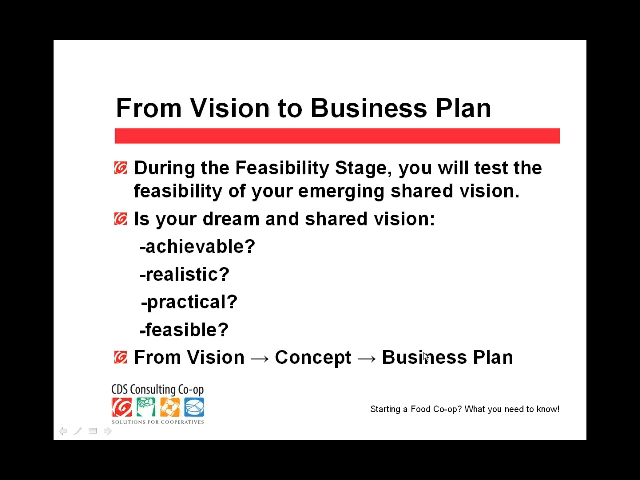 From Vision to Business Plan
During the Feasibility Stage, you will test the
feasibility of your emerging shared vision.
Is your dream and shared vision:
-achievable?
-realistic?
-practical?
-feasible?
From Vision → Concept → Business Plan
CDS Consulting Co-op
SOLUTIONS FOR COOPERATIVES
Starting a Food Co-op? What you need to know!